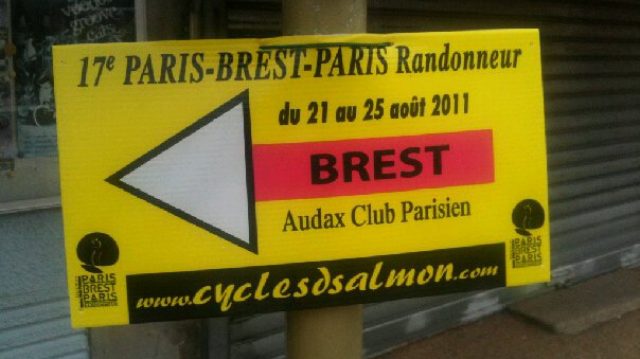 17e PARIS-BREST-PARIS Randonneur
du 21 au 25 août 2011
BREST
Audax Club Parisien
PARIS
BREST
PARIS
PARIS
BREST
PARIS
www.cyclesdsalmon.com